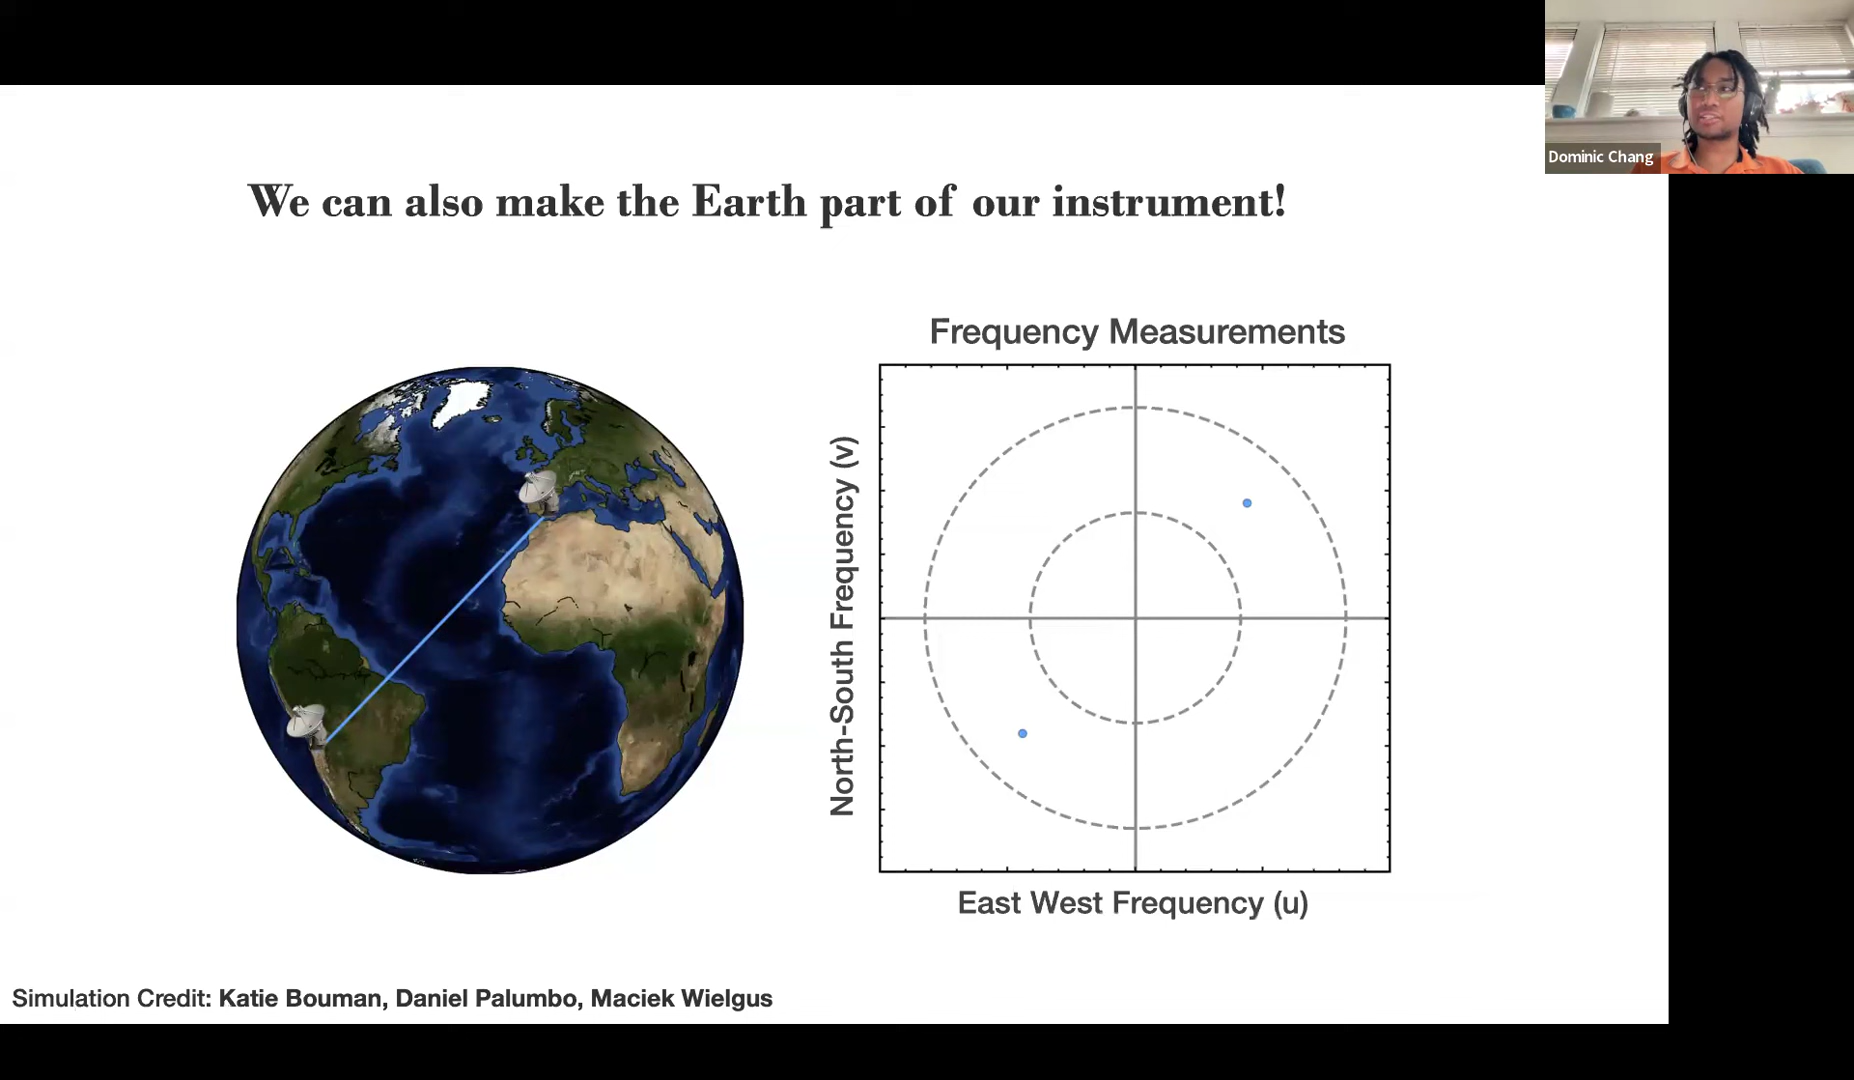 Dominic Chang
We can also make the Earth part of our instrument!
Frequency Measurements
North-South Frequency (v)
East West Frequency (u)
Simulation Credit: Katie Bouman, Daniel Palumbo, Maciek Wielgus